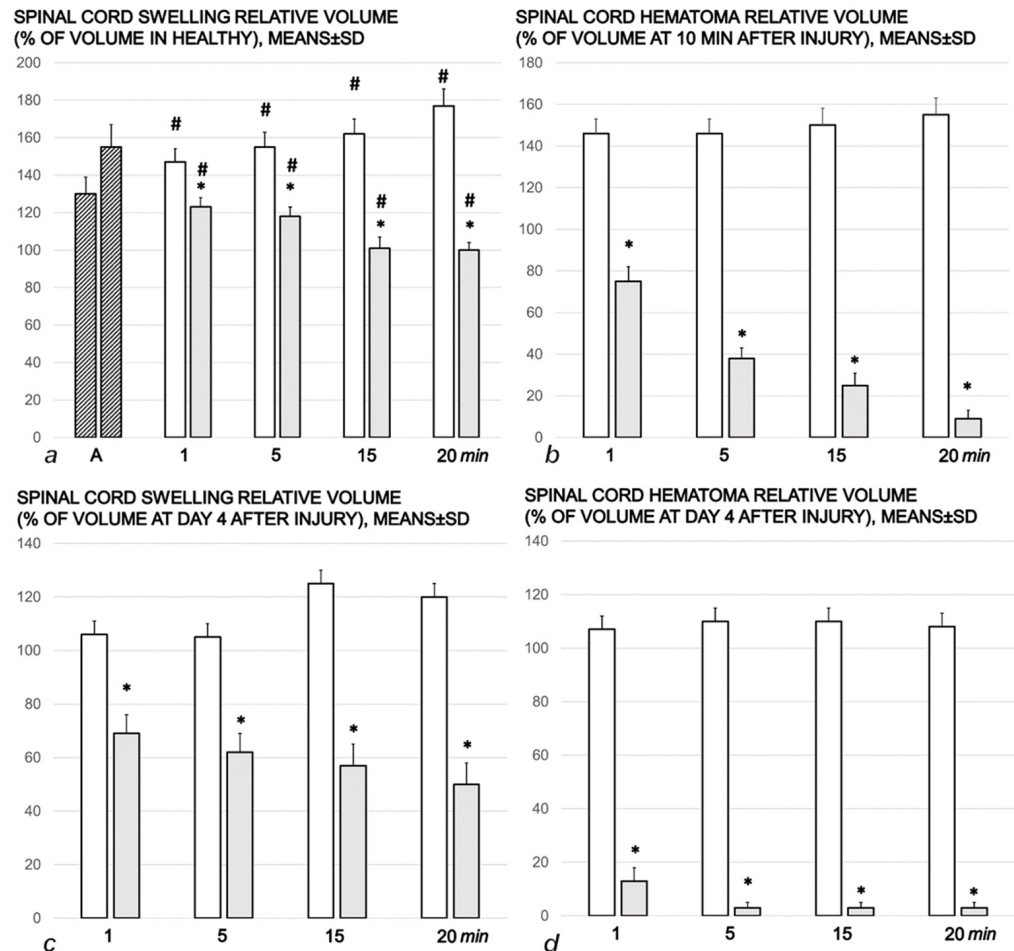 SPINAL CORD SWELLING RELATIVE VOLUME
(% OF VOLUME IN HEALTHY), MEANS±SD
200
180
160
140
120
100
80
60
40
20
0
# # # #
# # # #
* * * *
a A 1 5 15 20 min
SPINAL CORD HEMATOMA RELATIVE VOLUME
(% OF VOLUME AT 10 MIN AFTER INJURY), MEANS±SD
180
160
140
120
100
80
60
40
20
0
* * * *
b 1 5 15 20 min
SPINAL CORD SWELLING RELATIVE VOLUME
(% OF VOLUME AT DAY 4 AFTER INJURY), MEANS±SD
140
120
100
80
60
40
20
0
* * * *
c 1 5 15 20 min
SPINAL CORD HEMATOMA RELATIVE VOLUME
(% OF VOLUME AT DAY 4 AFTER INJURY), MEANS±SD
140
120
100
80
60
40
20
0
* * * *
d 1 5 15 20 min